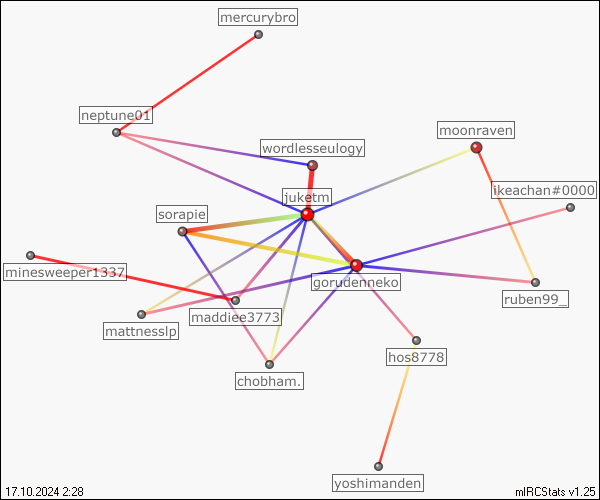 mercurybro
neptune01
moonraven
wordlesseulogy
ikeachan#0000
juketm
sorapie
minesweeper1337
gorudenneko
ruben99_
maddiee3773
mattnesslp
hos8778
chobham.
yoshimanden
17.10.2024 2:28
mIRCStats v1.25